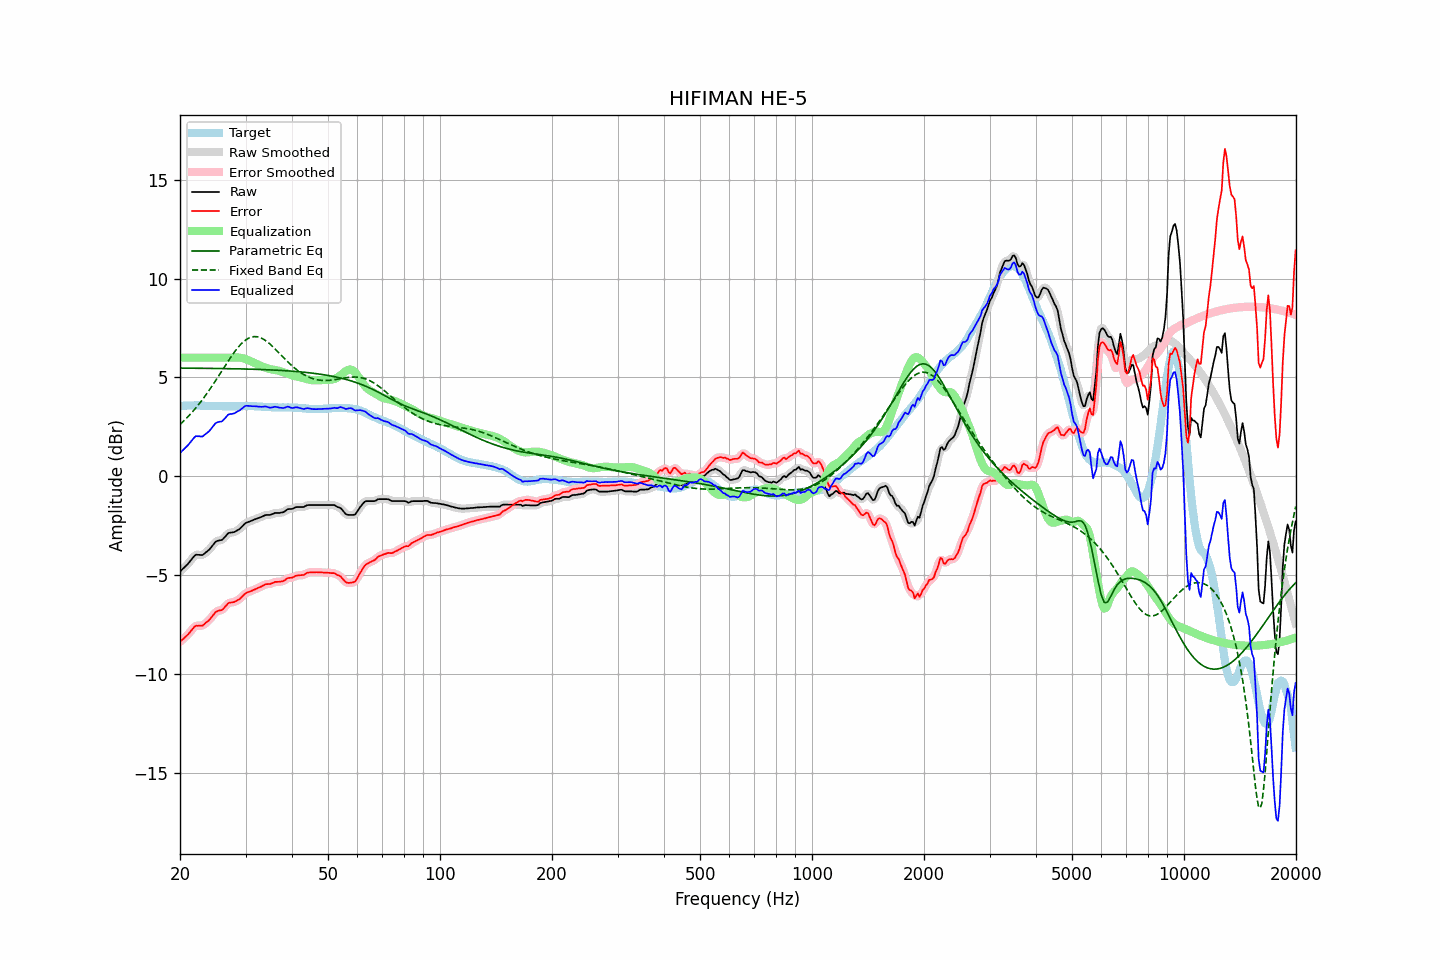 HIFIMAN HE-5
Target
Raw Smoothed
Error Smoothed
Raw
Error
Equalization
Parametric Eq
Fixed Band Eq
Equalized
Amplitude (dBr)
15
10
5
0
−5
−10
−15
20 50 100 200 500 1000 2000 5000 10000 20000
Frequency (Hz)